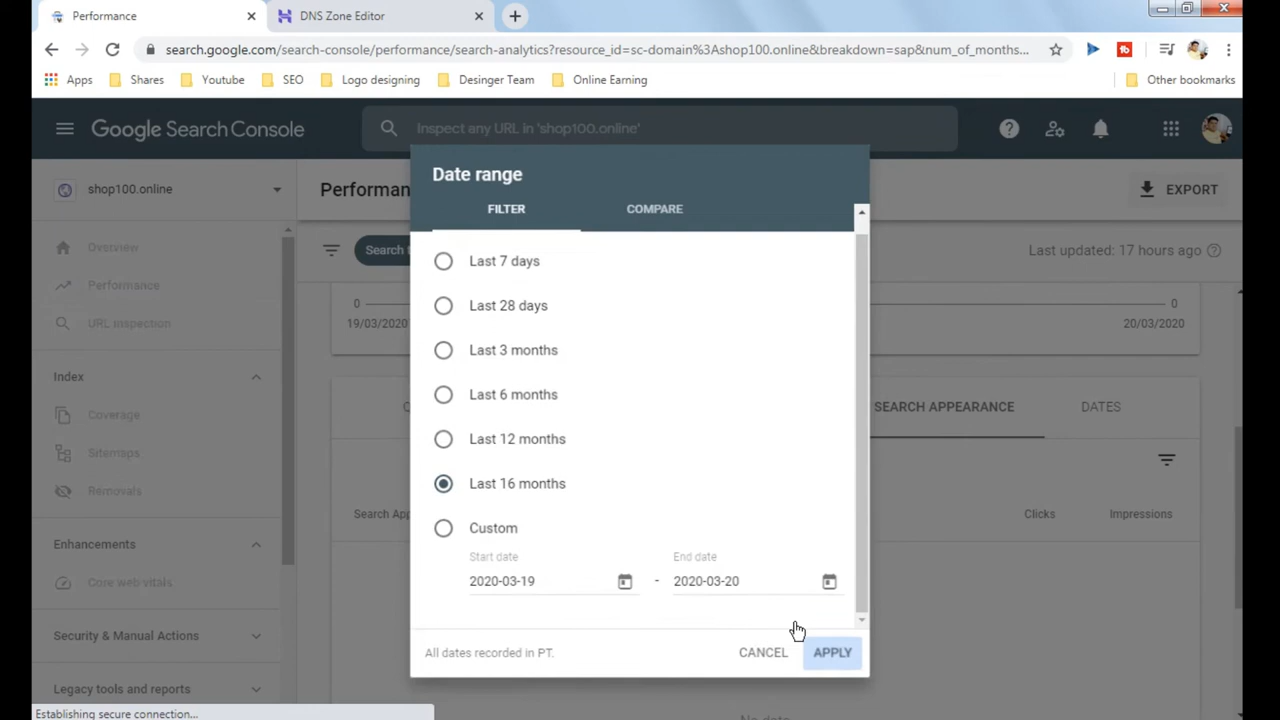 Performance
DNS Zone Editor
search.google.com/search-console/performance/search-analytics?resource_id=sc-domain%3Ashop100.online&breakdown=sap&num_of_months...
Apps
Shares
Youtube
SEO
Logo designing
Desinger Team
Online Earning
Other bookmarks
Google Search Console
Inspect any URL in 'shop100.online'
shop100.online
Performan
EXPORT
Date range
FILTER
COMPARE
Overview
Performance
URL inspection
Search
Last updated: 17 hours ago
Last 7 days
Last 28 days
Last 3 months
Last 6 months
Last 12 months
Last 16 months
Custom
Start date
End date
2020-03-19
-
2020-03-20
All dates recorded in PT.
CANCEL
APPLY
0
0
19/03/2020
20/03/2020
Index
Coverage
Sitemaps
Removals
Q
SEARCH APPEARANCE
DATES
Search App
Clicks
Impressions
Enhancements
Core web vitals
Security & Manual Actions
Legacy tools and reports
No data
Establishing secure connection...